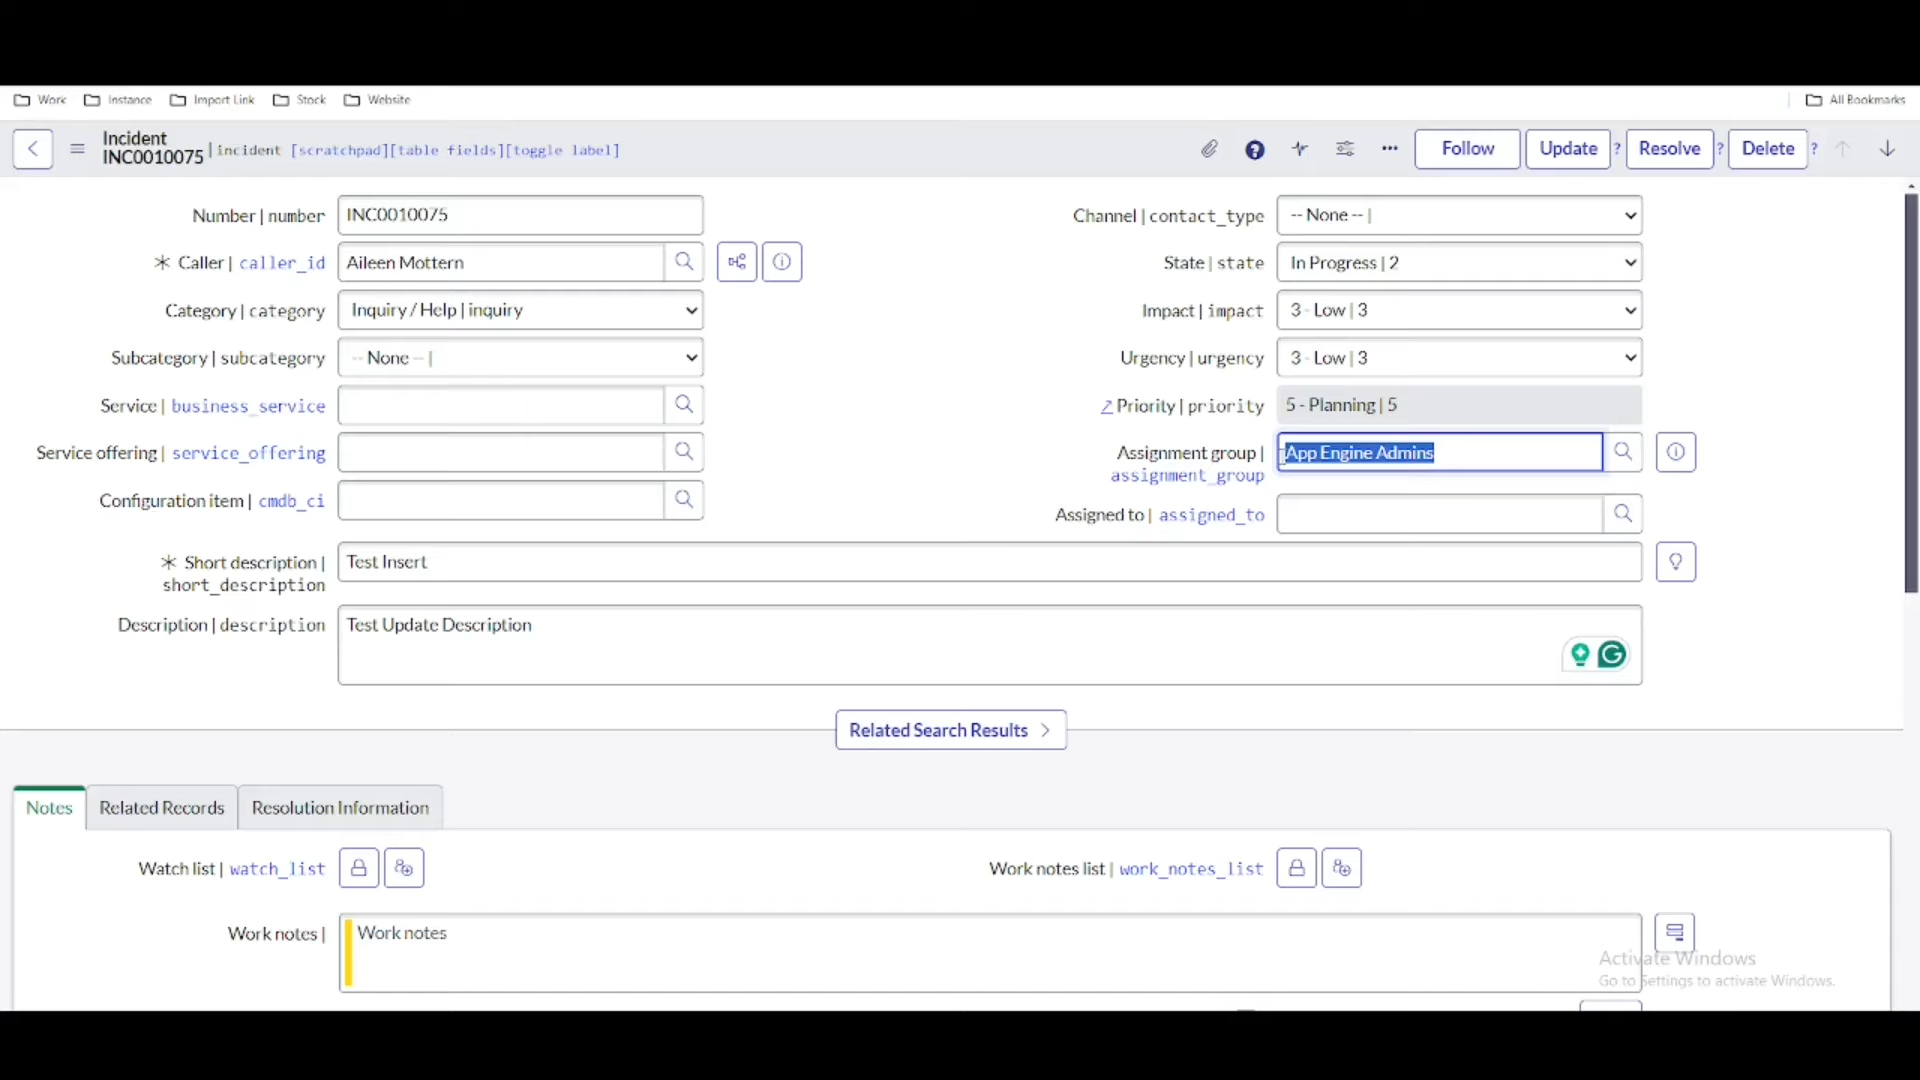 Work
Instance
Import Link
Stock
Website
All Bookmarks
Incident
INC0010075
incident [scratchpad][table fields][toggle label]
Follow
Update
?
Resolve
?
Delete
?
Number | number
INC0010075
Channel | contact_type
-- None -- |
Caller | caller_id
Aileen Mottern
State | state
In Progress | 2
Category | category
Inquiry / Help | inquiry
Impact | impact
3 - Low | 3
Subcategory | subcategory
-- None -- |
Urgency | urgency
3 - Low | 3
Service | business_service
Priority | priority
5 - Planning | 5
Service offering | service_offering
Assignment group |
assignment_group
App Engine Admins
Configuration item | cmdb_ci
Assigned to | assigned_to
Short description |
short_description
Test Insert
Description | description
Test Update Description
Related Search Results
Notes
Related Records
Resolution Information
Watch list | watch_list
Work notes list | work_notes_list
Work notes |
Work notes
Activate Windows
Go to Settings to activate Windows.